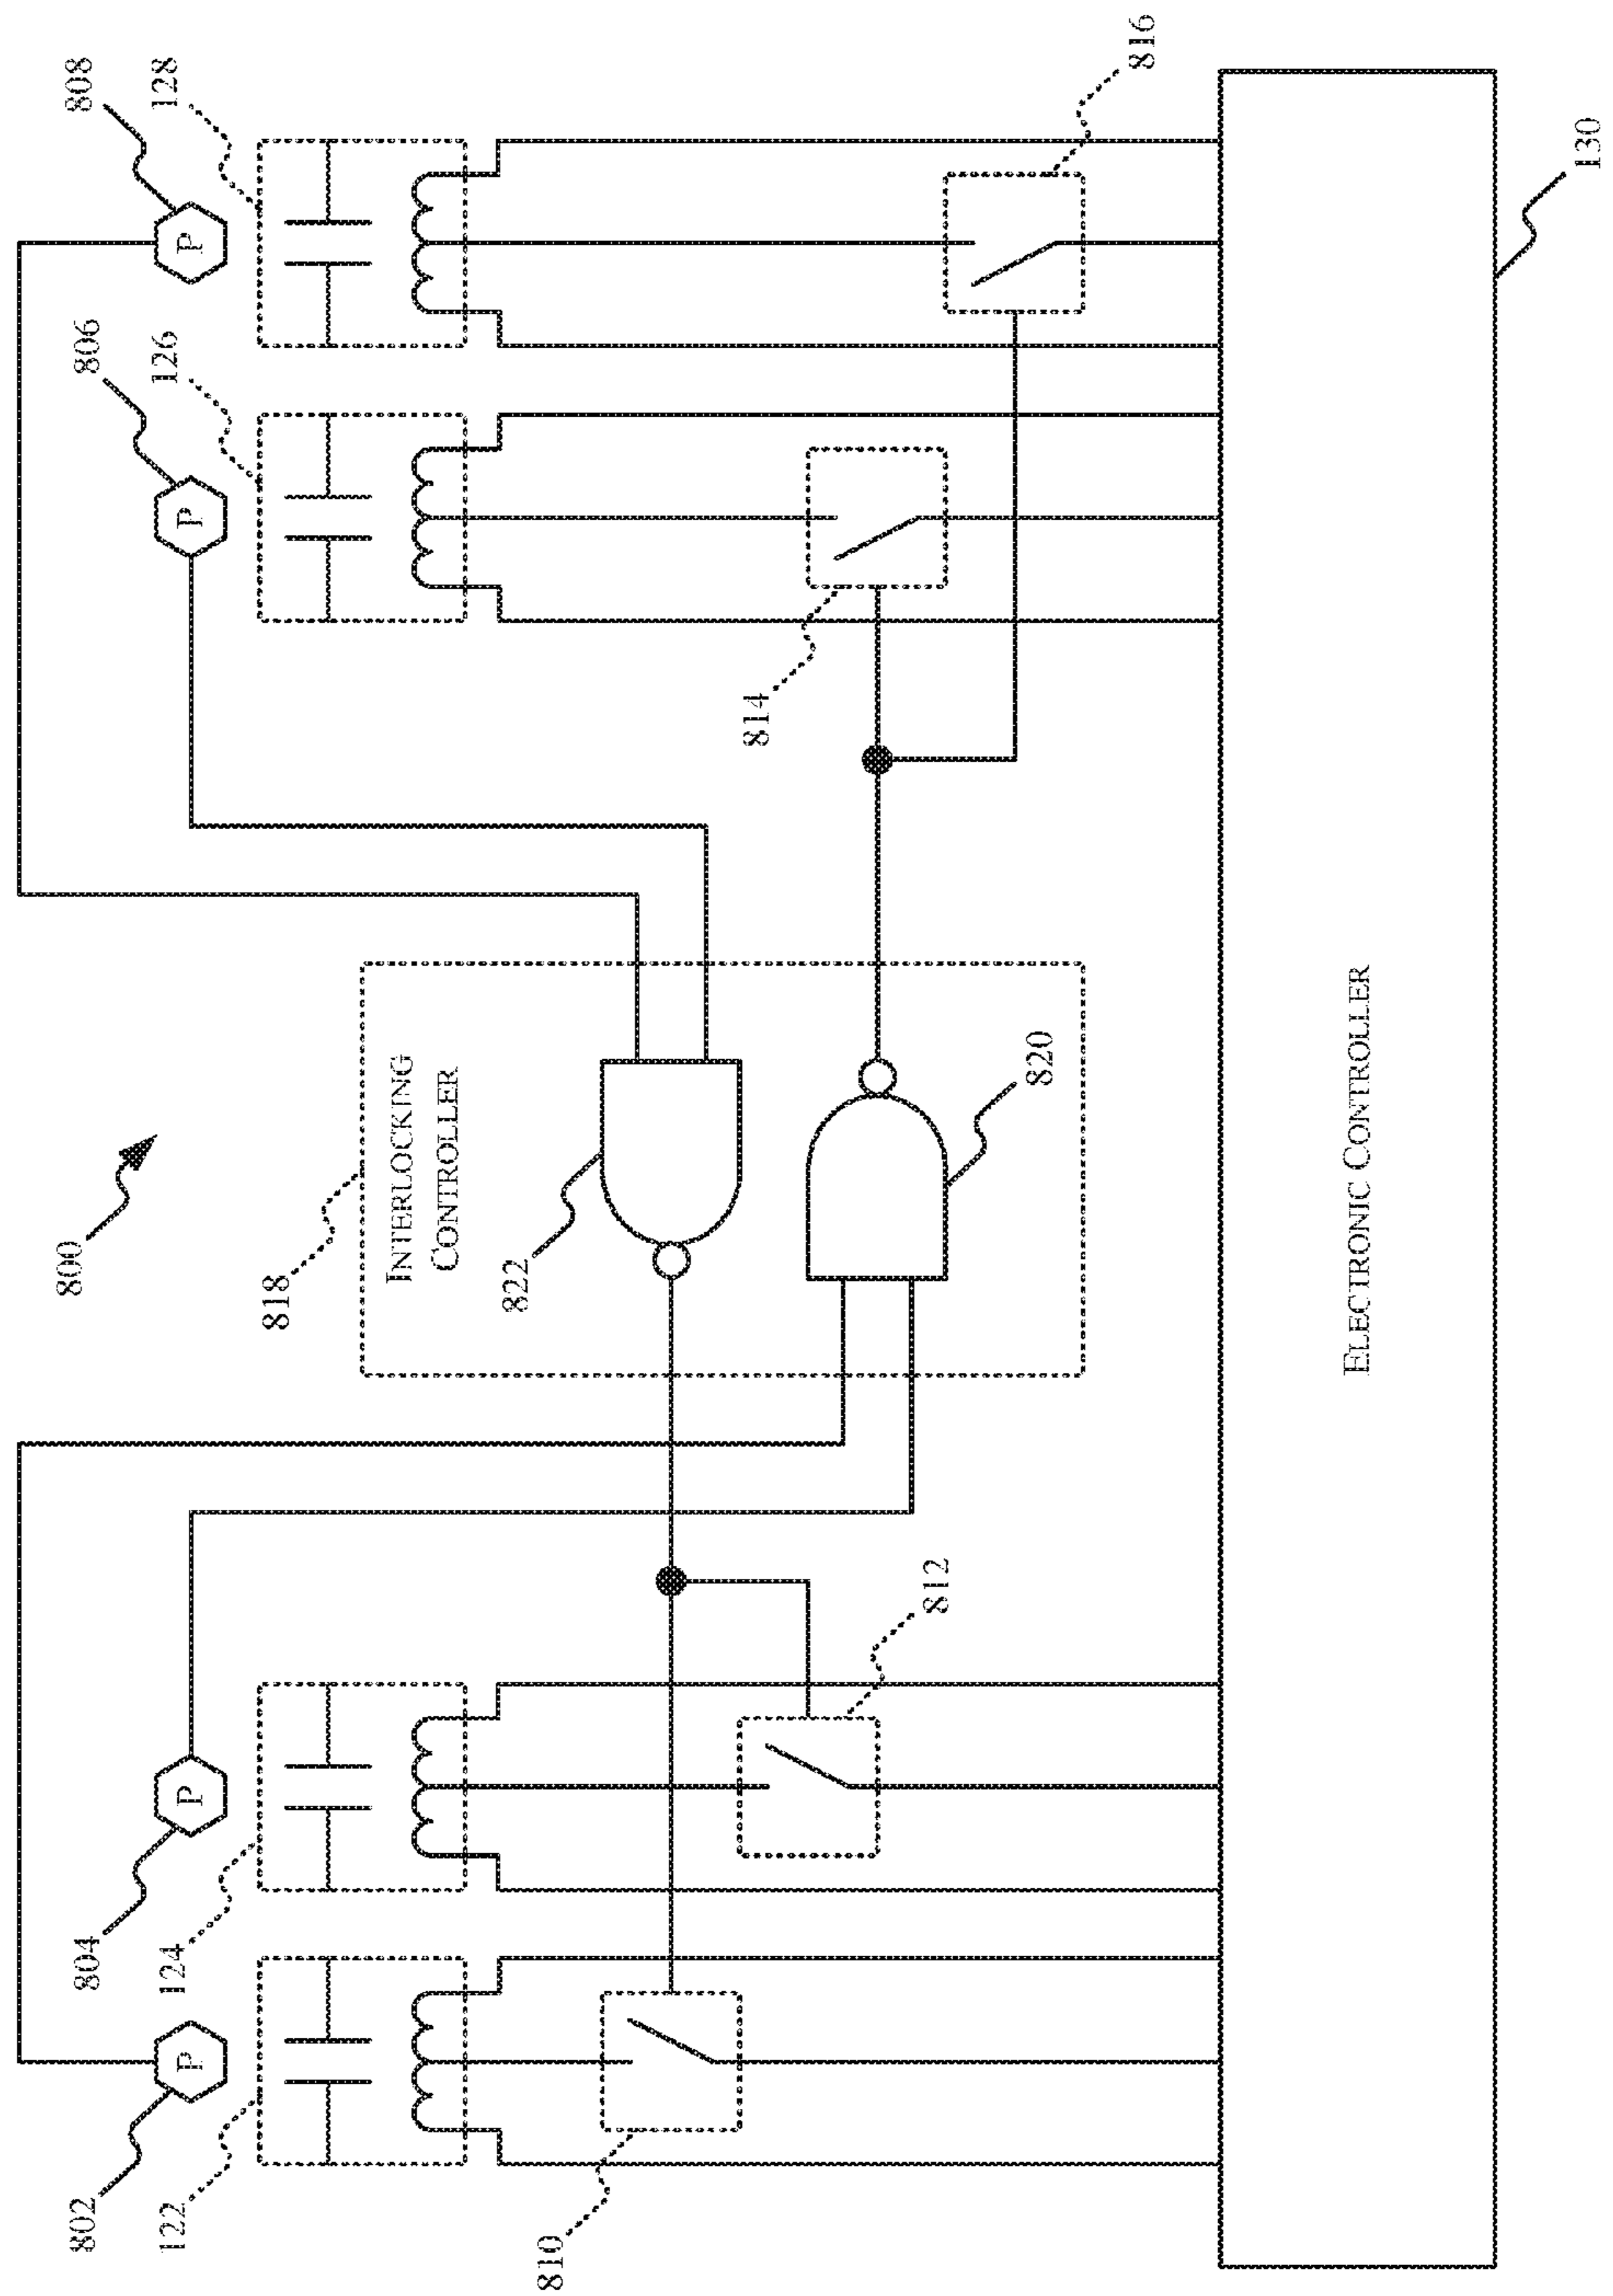 800
802
804
806
808
P
P
P
P
122
124
126
128
818
INTERLOCKING
CONTROLLER
822
820
810
812
814
816
ELECTRONIC CONTROLLER
130